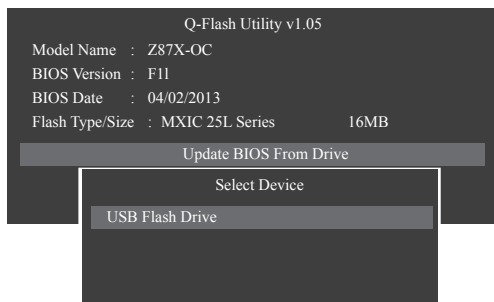 Q-Flash Utility v1.05
Model Name : Z87X-OC
BIOS Version : F1l
BIOS Date : 04/02/2013
Flash Type/Size : MXIC 25L Series 16MB
Update BIOS From Drive
Select Device
USB Flash Drive